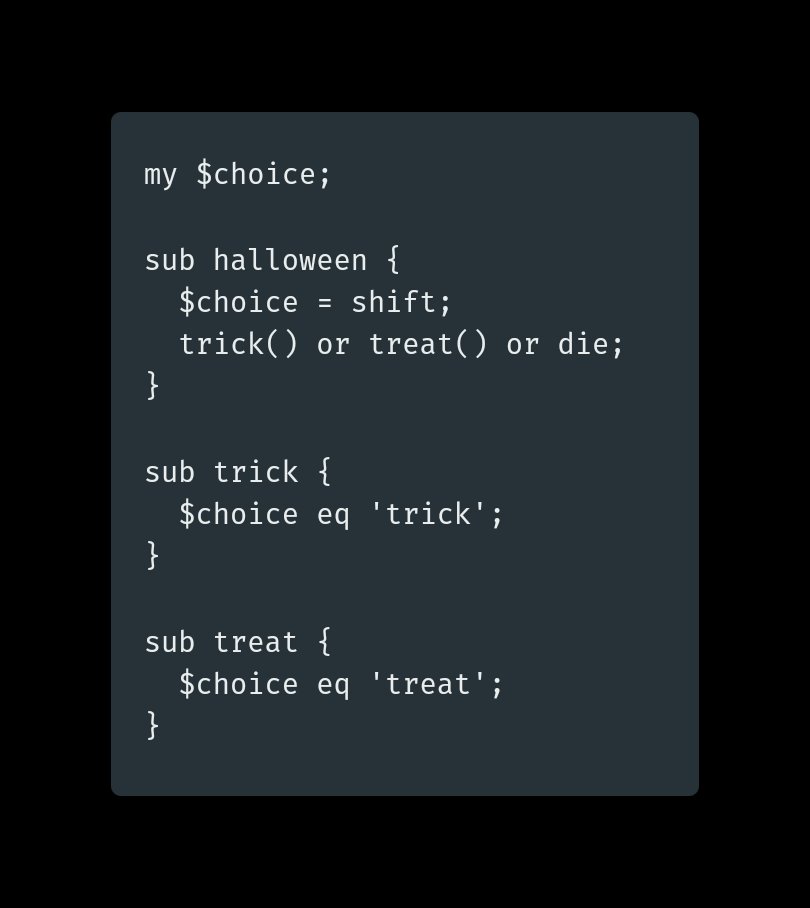 my $choice;

sub halloween {
  $choice = shift;
  trick() or treat() or die;
}

sub trick {
  $choice eq 'trick';
}

sub treat {
  $choice eq 'treat';
}